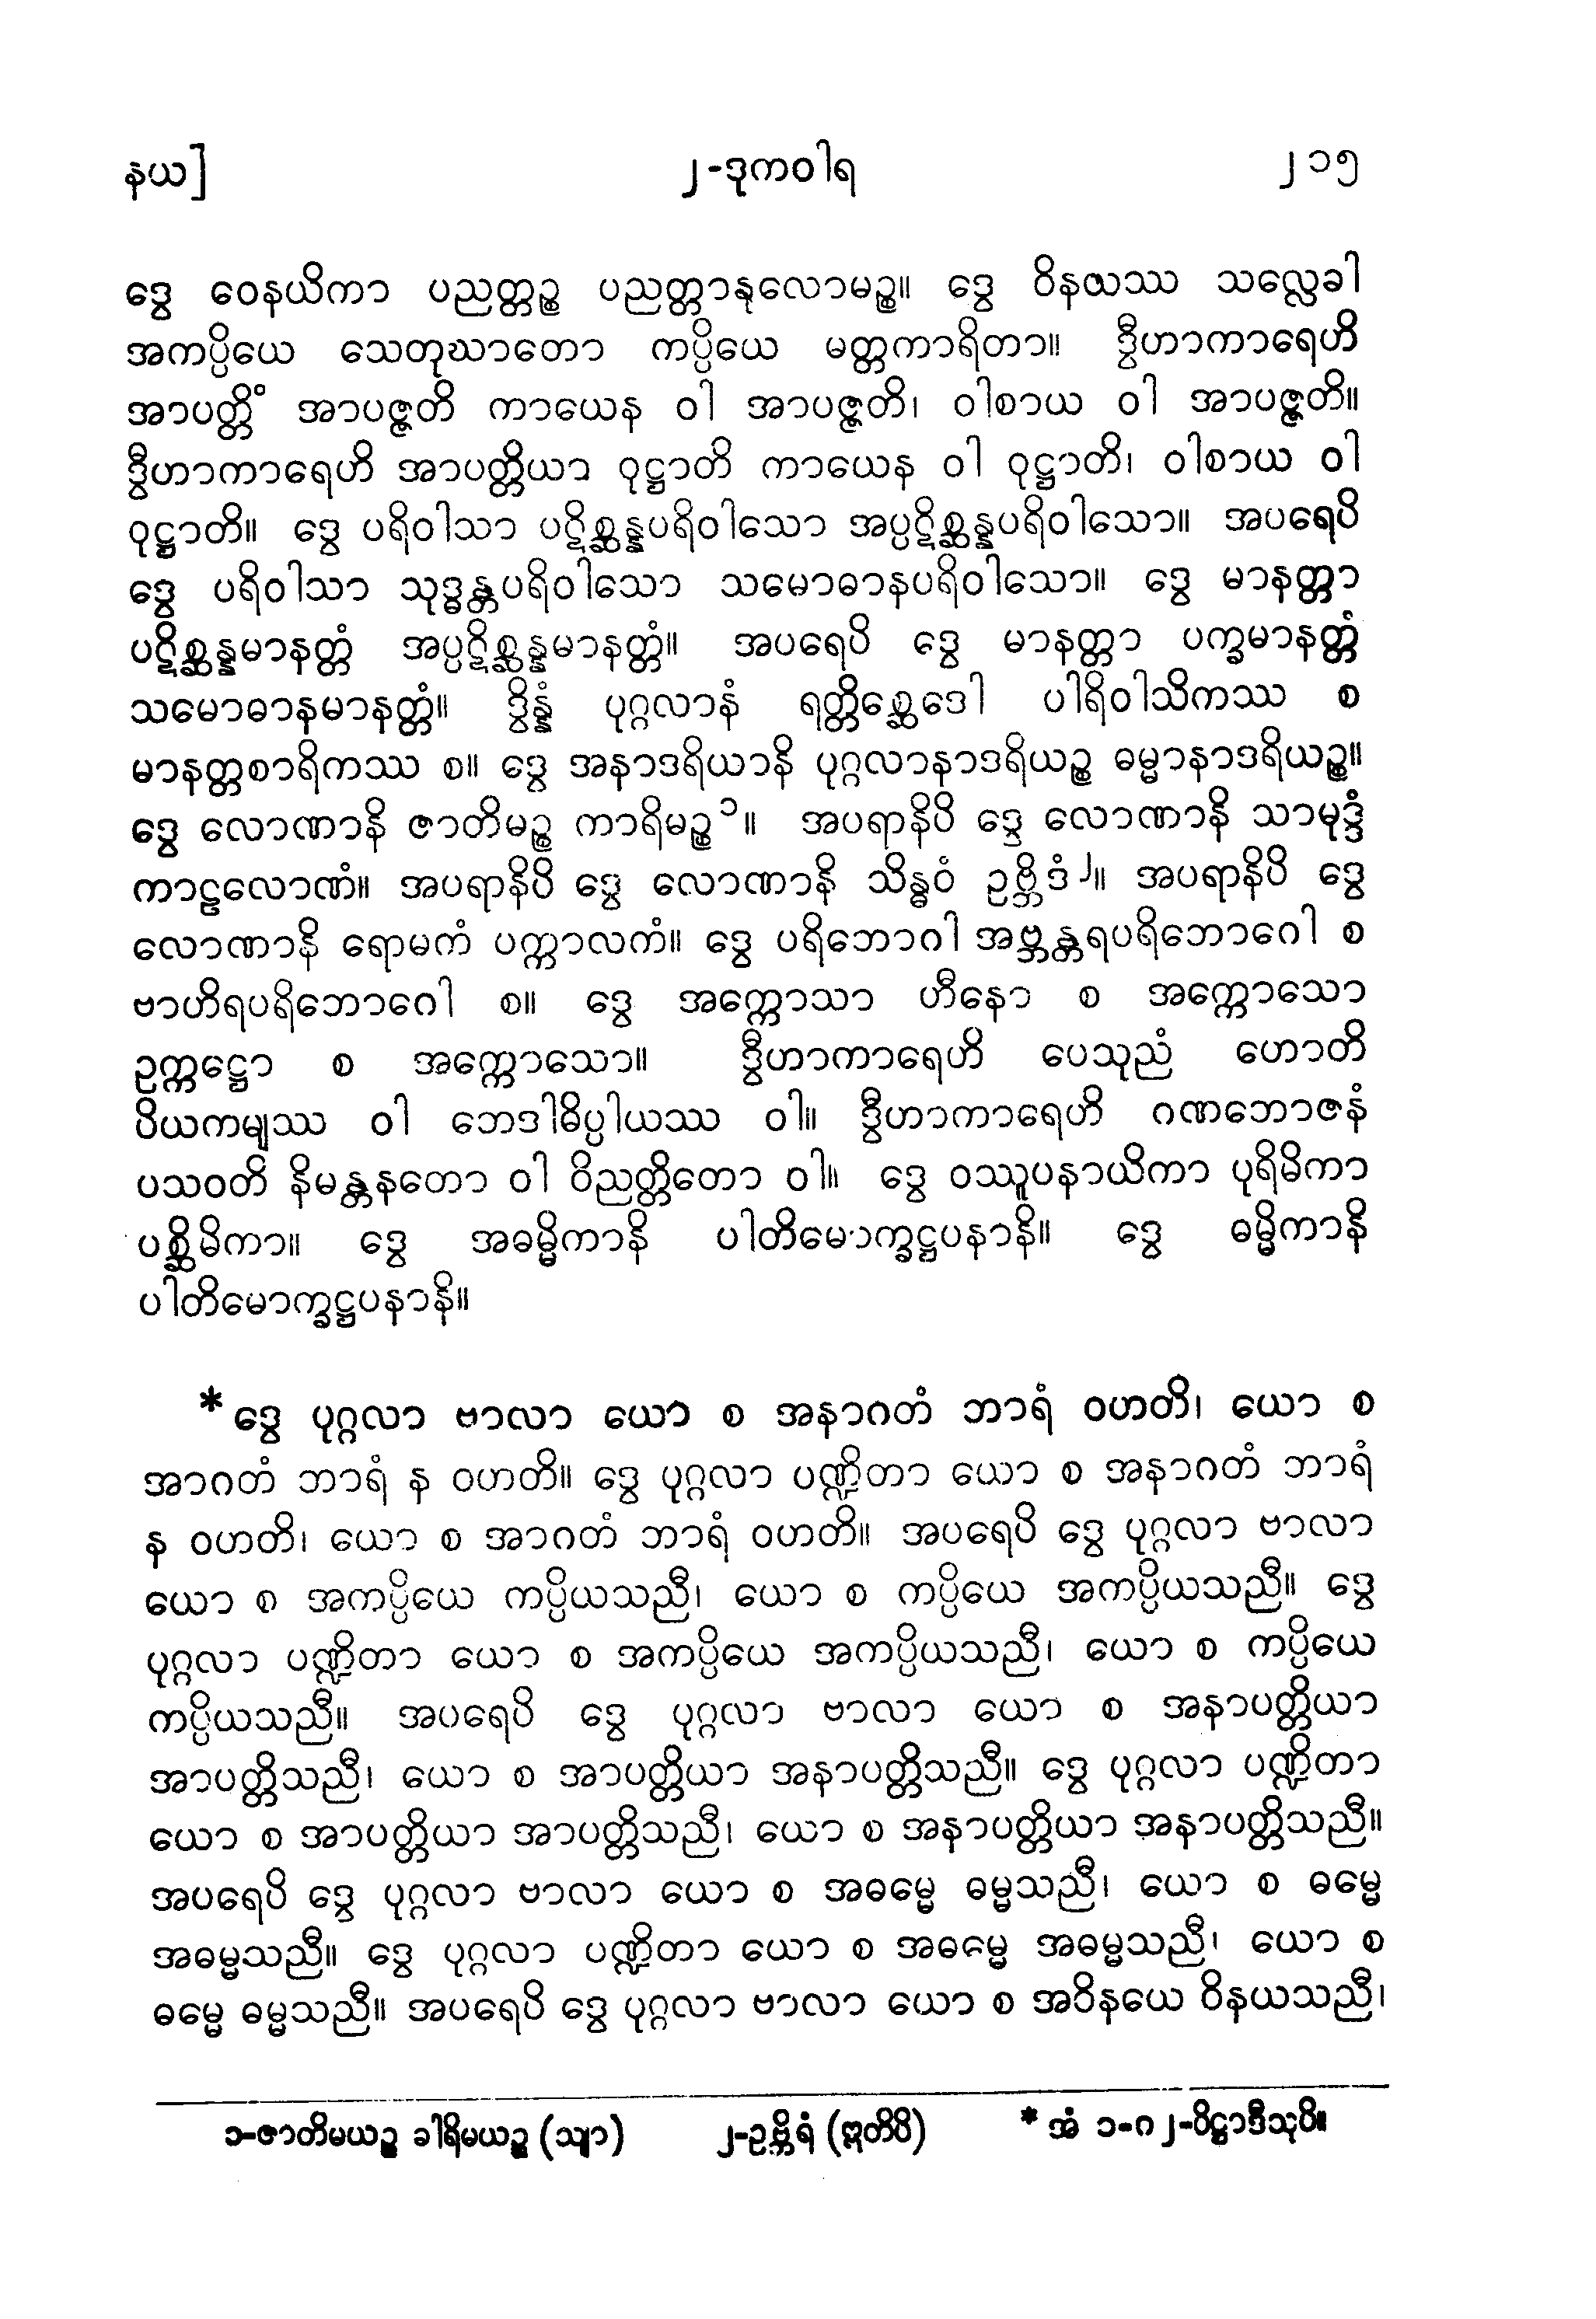 နယ]
၂-ဒုကဝါရ
၂၁၅
ဒွေ ဝေနယိကာ ပညတ္တဉ္စ ပညတ္တာနုလောမဉ္စ။ ဒွေ ဝိနယဿ သလ္လေခါ
အကပ္ပိယေ သေတုဃာတော ကပ္ပိယေ မတ္တကာရိတာ။ ဒွီဟာကာရေဟိ
အာပတ္တိံ အာပဇ္ဇတိ ကာယေန ဝါ အာပဇ္ဇတိ၊ ဝါစာယ ဝါ အာပဇ္ဇတိ။
ဒွီဟာကာရေဟိ အာပတ္တိယာ ဝုဋ္ဌာတိ ကာယေန ဝါ ဝုဋ္ဌာတိ၊ ဝါစာယ ဝါ
ဝုဋ္ဌာတိ။ ဒွေ ပရိဝါသာ ပဋိစ္ဆန္နပရိဝါသော အပ္ပဋိစ္ဆန္နပရိဝါသော။ အပရေပိ
ဒွေ ပရိဝါသာ သုဒ္ဓန္တပရိဝါသော သမောဓာနပရိဝါသော။ ဒွေ မာနတ္တာ
ပဋိစ္ဆန္နမာနတ္တံ အပ္ပဋိစ္ဆန္နမာနတ္တံ။ အပရေပိ ဒွေ မာနတ္တာ ပက္ခမာနတ္တံ
သမောဓာနမာနတ္တံ။ ဒွိန္နံ ပုဂ္ဂလာနံ ရတ္တိစ္ဆေဒေါ ပါရိဝါသိကဿ စ
မာနတ္တစာရိကဿ စ။ ဒွေ အနာဒရိယာနိ ပုဂ္ဂလာနာဒရိယဉ္စ ဓမ္မာနာဒရိယဉ္စ။
ဒွေ လောဏာနိ ဇာတိမဉ္စ ကာရိမဉ္စ၁။ အပရာနိပိ ဒွေ လောဏာနိ သာမုဒ္ဒံ
ကာဠလောဏံ။ အပရာနိပိ ဒွေ လောဏာနိ သိန္ဓဝံ ဥဗ္ဘိဒံ၂။ အပရာနိပိ ဒွေ
လောဏာနိ ရောမကံ ပက္ကာလကံ။ ဒွေ ပရိဘောဂါ အဗ္ဘန္တရပရိဘောဂေါ စ
ဗာဟိရပရိဘောဂေါ စ။ ဒွေ အက္ကောသာ ဟီနော စ အက္ကောသော
ဥက္ကဋ္ဌော စ အက္ကောသော။ ဒွီဟာကာရေဟိ ပေသုညံ ဟောတိ
ပိယကမျဿ ဝါ ဘေဒါဓိပ္ပါယဿ ဝါ။ ဒွီဟာကာရေဟိ ဂဏဘောဇနံ
ပသဝတိ နိမန္တနတော ဝါ ဝိညတ္တိတော ဝါ။ ဒွေ ဝဿူပနာယိကာ ပုရိမိကာ
ပစ္ဆိမိကာ။ ဒွေ အဓမ္မိကာနိ ပါတိမောက္ခဋ္ဌပနာနိ။ ဒွေ ဓမ္မိကာနိ
ပါတိမောက္ခဋ္ဌပနာနိ။
* ဒွေ ပုဂ္ဂလာ ဗာလာ ယော စ အနာဂတံ ဘာရံ ဝဟတိ၊ ယော စ
အာဂတံ ဘာရံ န ဝဟတိ။ ဒွေ ပုဂ္ဂလာ ပဏ္ဍိတာ ယော စ အနာဂတံ ဘာရံ
န ဝဟတိ၊ ယော စ အာဂတံ ဘာရံ ဝဟတိ။ အပရေပိ ဒွေ ပုဂ္ဂလာ ဗာလာ
ယော စ အကပ္ပိယေ ကပ္ပိယသညီ၊ ယော စ ကပ္ပိယေ အကပ္ပိယသညီ။ ဒွေ
ပုဂ္ဂလာ ပဏ္ဍိတာ ယော စ အကပ္ပိယေ အကပ္ပိယသညီ၊ ယော စ ကပ္ပိယေ
ကပ္ပိယသညီ။ အပရေပိ ဒွေ ပုဂ္ဂလာ ဗာလာ ယော စ အနာပတ္တိယာ
အာပတ္တိသညီ၊ ယော စ အာပတ္တိယာ အနာပတ္တိသညီ။ ဒွေ ပုဂ္ဂလာ ပဏ္ဍိတာ
ယော စ အာပတ္တိယာ အာပတ္တိသညီ၊ ယော စ အနာပတ္တိယာ အနာပတ္တိသညီ။
အပရေပိ ဒွေ ပုဂ္ဂလာ ဗာလာ ယော စ အဓမ္မေ ဓမ္မသညီ၊ ယော စ ဓမ္မေ
အဓမ္မသညီ။ ဒွေ ပုဂ္ဂလာ ပဏ္ဍိတာ ယော စ အဓမ္မေ အဓမ္မသညီ၊ ယော စ
ဓမ္မေ ဓမ္မသညီ။ အပရေပိ ဒွေ ပုဂ္ဂလာ ဗာလာ ယော စ အဝိနယေ ဝိနယသညီ၊
၁-ဇာတိမယဉ္စ ခါရိမယဉ္စ (သျာ) ၂-ဥဗ္ဘိရံ (ဣတိပိ) * အံ ၁-ဂ၂-ပိဋ္ဌာဒီသုပိ။